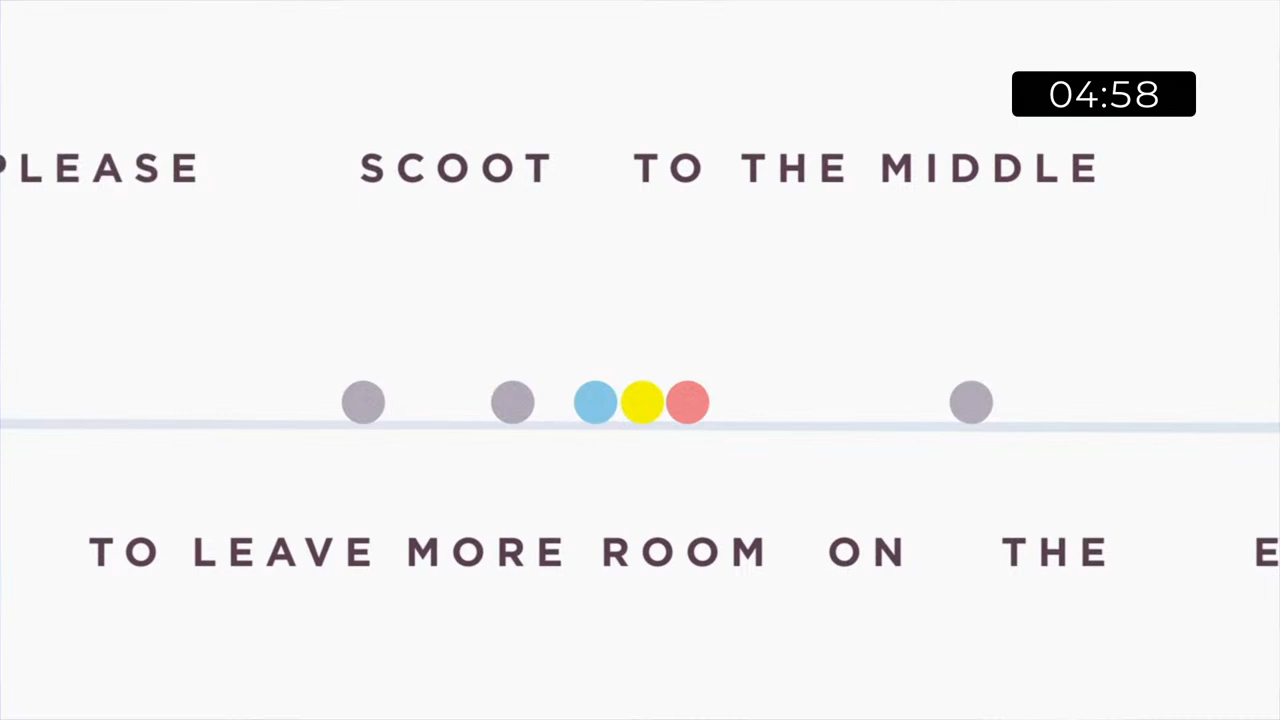 04:58
PLEASE SCOOT TO THE MIDDLE
TO LEAVE MORE ROOM ON THE E